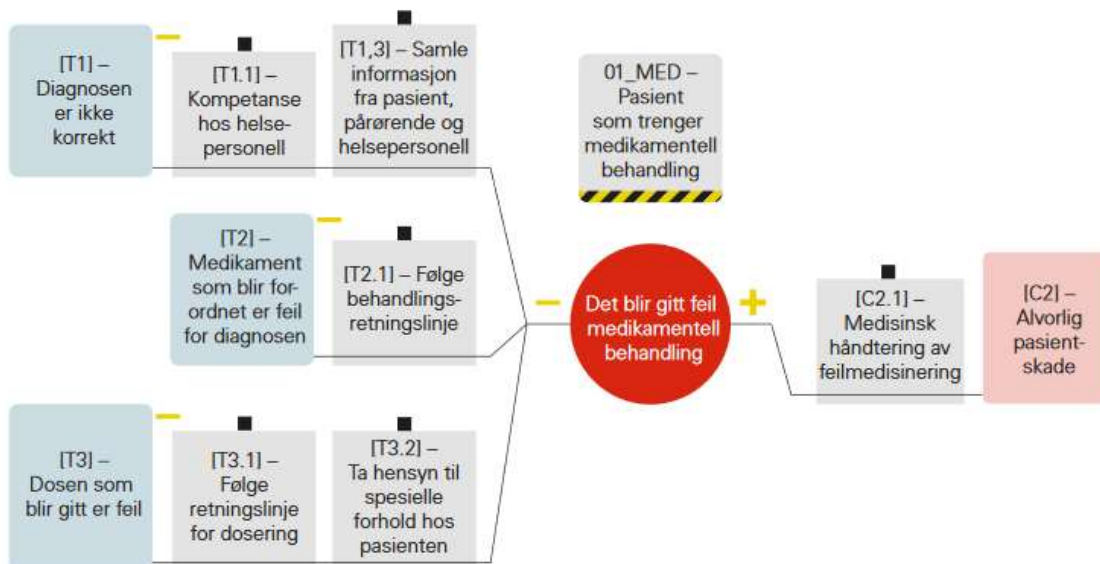 [T1] –
Diagnosen
er ikke
korrekt
[T1.1] –
Kompetanse
hos helse-
personell
[T1,3] – Samle
informasjon
fra pasient,
pårørende og
helsepersonell
01_MED –
Pasient
som trenger
medikamentell
behandling
[T2] –
Medikament
som blir for-
ordnet er feil
for diagnosen
[T2.1] – Følge
behandlings-
retningslinje
Det blir gitt feil
medikamentell
behandling
[C2.1] –
Medisinsk
håndtering av
feilmedisinering
[C2] –
Alvorlig
pasient-
skade
[T3] –
Dosen som
blir gitt er feil
[T3.1] –
Følge
retningslinje
for dosering
[T3.2] –
Ta hensyn til
spesielle
forhold hos
pasienten